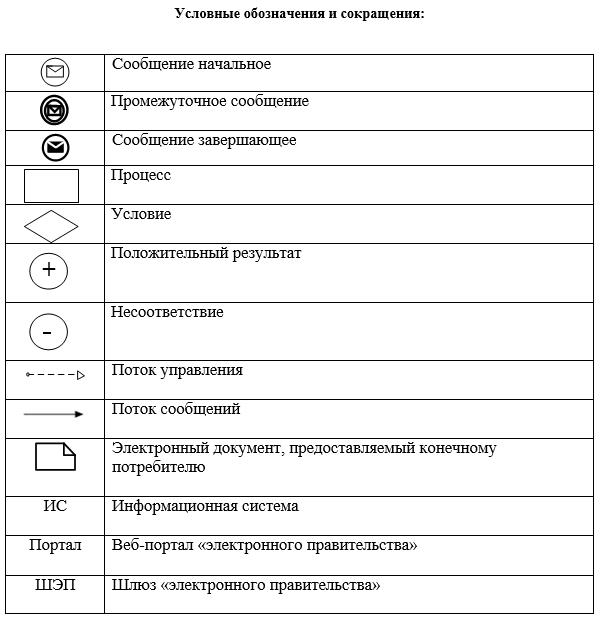 Условные обозначения и сокращения:
Сообщение начальное
Промежуточное сообщение
Сообщение завершающее
Процесс
Условие
+ Положительный результат
- Несоответствие
Поток управления
Поток сообщений
Электронный документ, предоставляемый конечному
потребителю
ИС Информационная система
Портал Веб-портал «электронного правительства»
ШЭП Шлюз «электронного правительства»